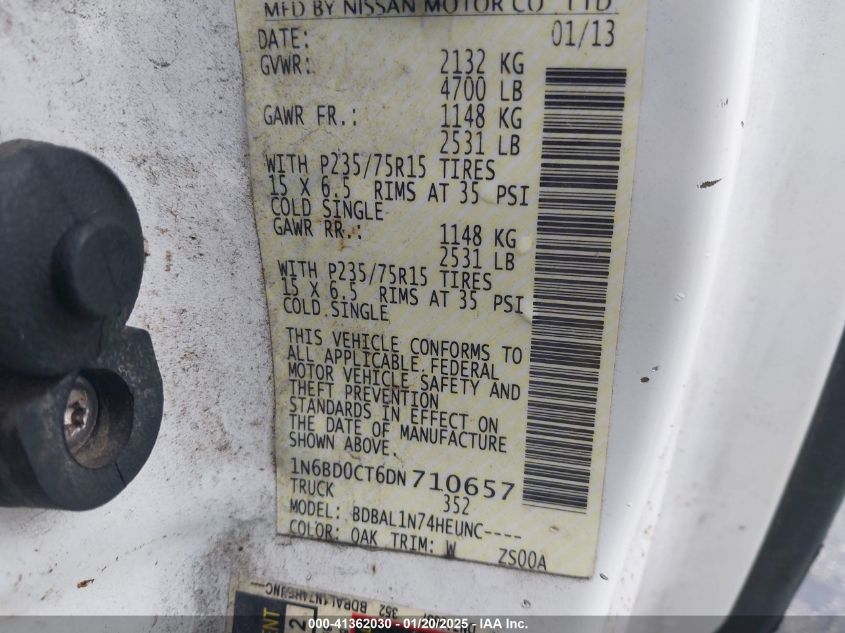 MFD BY NISSAN MOTOR CO., LTD.
DATE: 01/13
GVWR: 2132 KG
4700 LB
GAWR FR.: 1148 KG
2531 LB
WITH P235/75R15 TIRES
15 X 6.5 RIMS AT 35 PSI
COLD SINGLE
GAWR RR.: 1148 KG
2531 LB
WITH P235/75R15 TIRES
15 X 6.5 RIMS AT 35 PSI
COLD SINGLE
THIS VEHICLE CONFORMS TO
ALL APPLICABLE FEDERAL
MOTOR VEHICLE SAFETY AND
THEFT PREVENTION
STANDARDS IN EFFECT ON
THE DATE OF MANUFACTURE
SHOWN ABOVE.
1N6BD0CT6DN710657
TRUCK 352
MODEL: BDBAL1N74HEUNC----
COLOR: QAK TRIM: W ZS00A
352
000-41362030 - 01/20/2025 - IAA Inc.